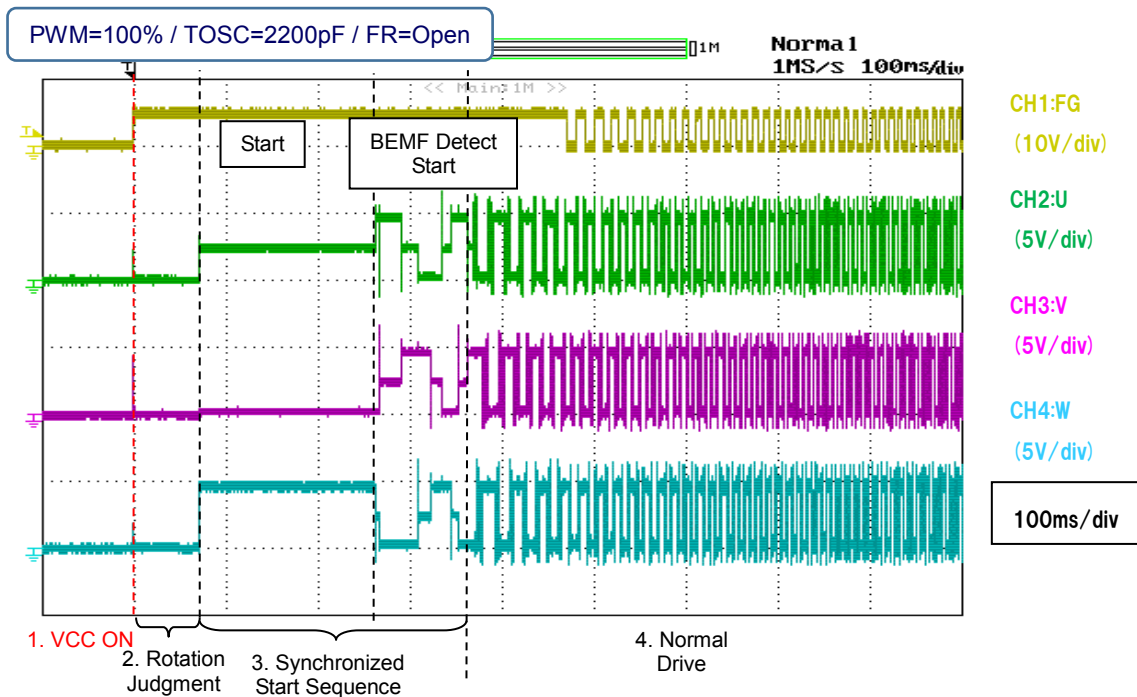 PWM=100% / TOSC=2200pF / FR=Open
1M
Normal
1MS/s 100ms/div
T
<< Main:1M >>
CH1:FG
(10V/div)
Start
BEMF Detect
Start
CH2:U
(5V/div)
CH3:V
(5V/div)
CH4:W
(5V/div)
100ms/div
1. VCC ON
2. Rotation
Judgment
3. Synchronized
Start Sequence
4. Normal
Drive